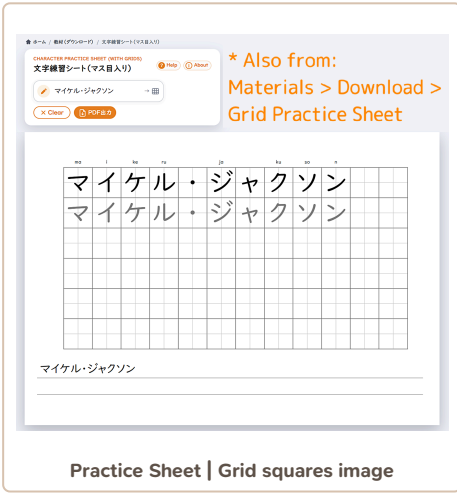 ホーム / 教材(ダウンロード) / 文字練習シート(マス目入り)
CHARACTER PRACTICE SHEET (WITH GRIDS)
文字練習シート(マス目入り)
Help
About
マイケル・ジャクソン
× Clear
PDF出力
* Also from:
Materials > Download >
Grid Practice Sheet
ma i ke ru ja ku so n
マイケル・ジャクソン
マイケル・ジャクソン
マイケル・ジャクソン
Practice Sheet | Grid squares image